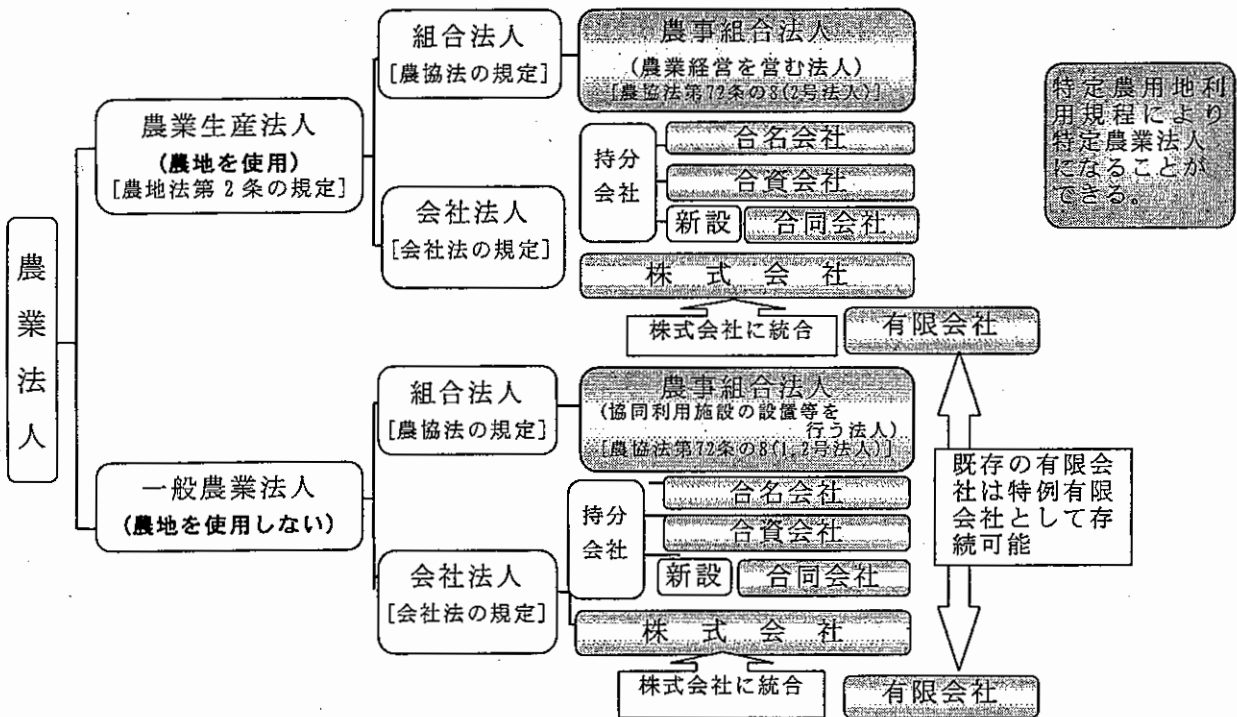 農業法人
農業生産法人
(農地を使用)
[農地法第2条の規定]
組合法人
[農協法の規定]
農事組合法人
(農業経営を営む法人)
[農協法第72条の8(2号法人)]
会社法人
[会社法の規定]
持分
会社
合名会社
合資会社
新設
合同会社
株式会社
株式会社に統合
有限会社
特定農用地利
用規程により
特定農業法人
になることが
できる。
一般農業法人
(農地を使用しない)
組合法人
[農協法の規定]
農事組合法人
(協同利用施設の設置等を
行う法人)
[農協法第72条の8(1,2号法人)]
会社法人
[会社法の規定]
持分
会社
合名会社
合資会社
新設
合同会社
株式会社
株式会社に統合
有限会社
既存の有限会
社は特例有限
会社として存
続可能